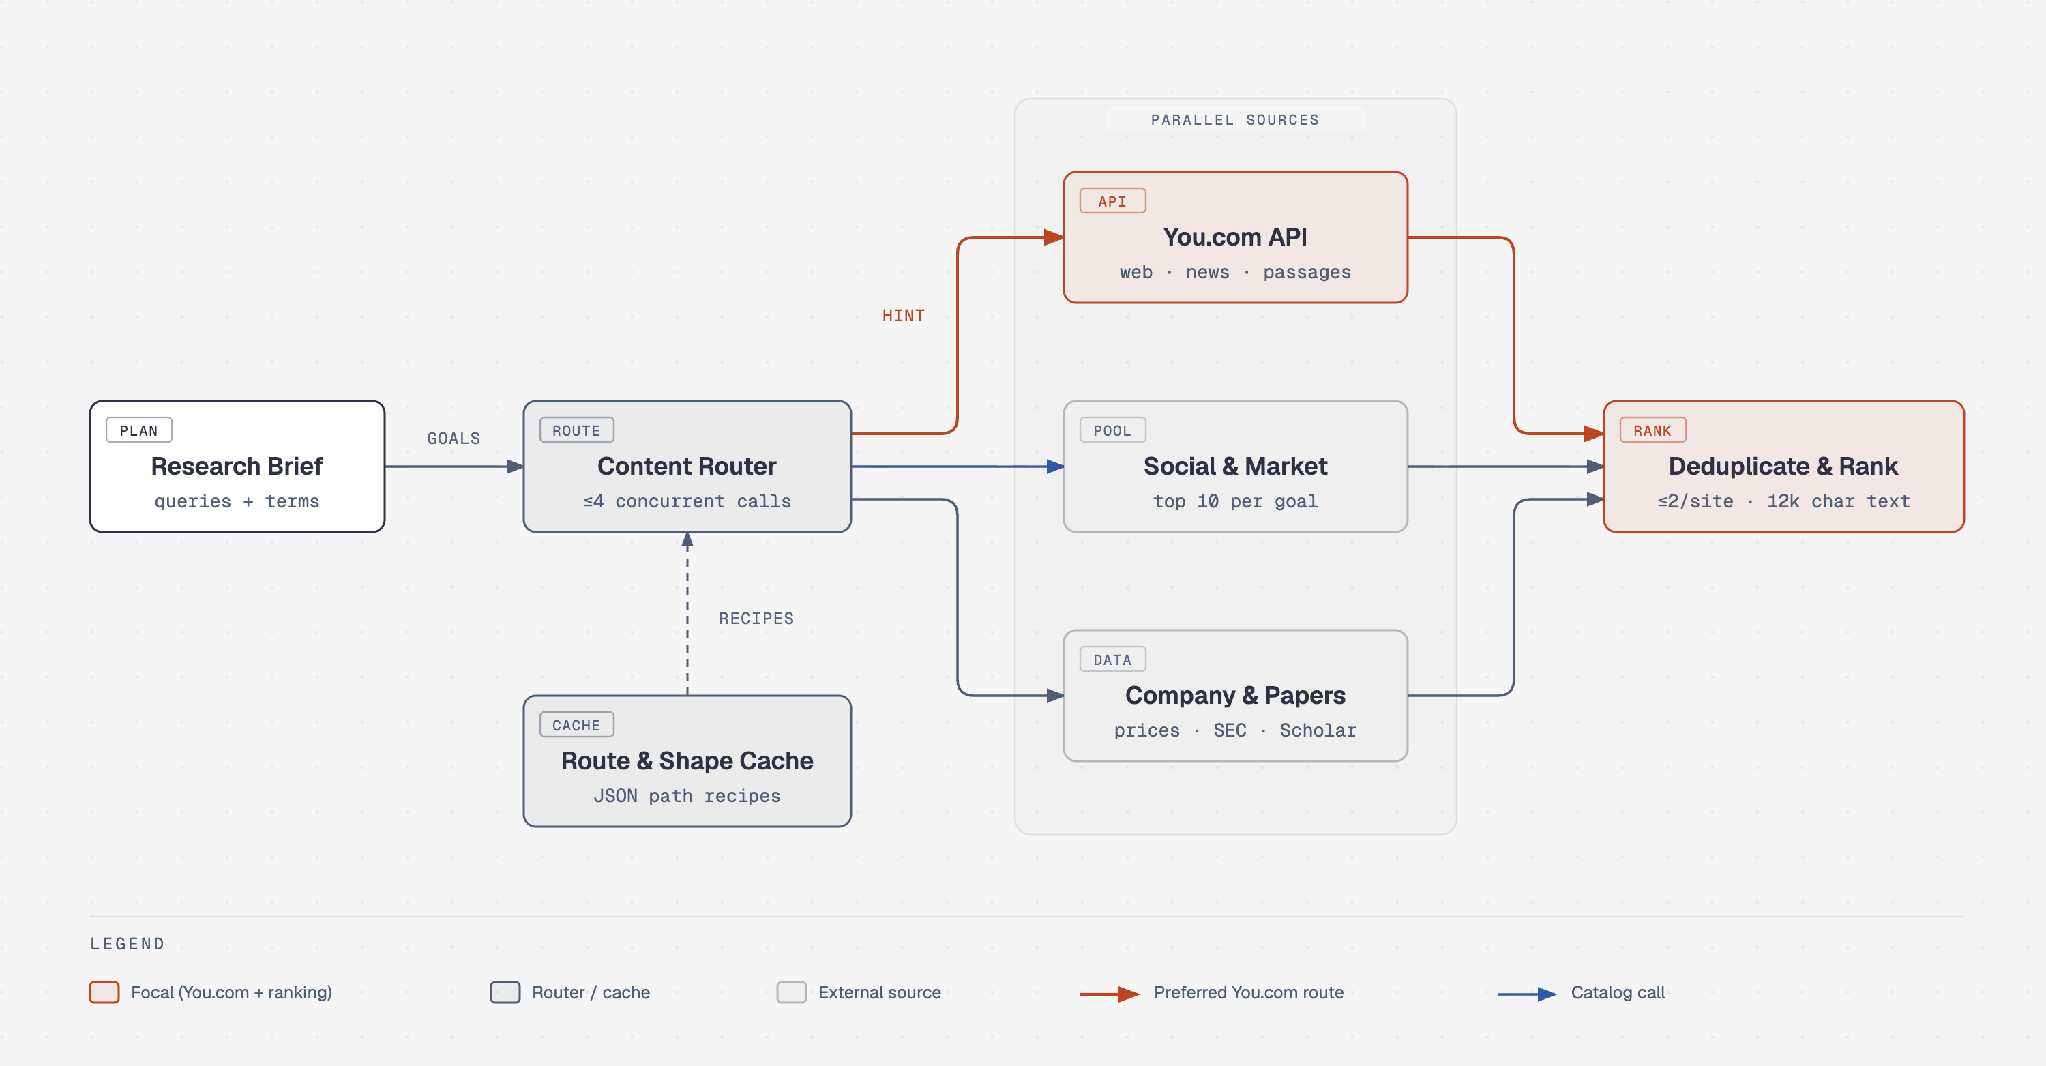 PARALLEL SOURCES
API
You.com API
web · news · passages
HINT
PLAN
Research Brief
queries + terms
GOALS
ROUTE
Content Router
≤4 concurrent calls
POOL
Social & Market
top 10 per goal
RANK
Deduplicate & Rank
≤2/site · 12k char text
RECIPES
DATA
Company & Papers
prices · SEC · Scholar
CACHE
Route & Shape Cache
JSON path recipes
LEGEND
Focal (You.com + ranking)
Router / cache
External source
Preferred You.com route
Catalog call